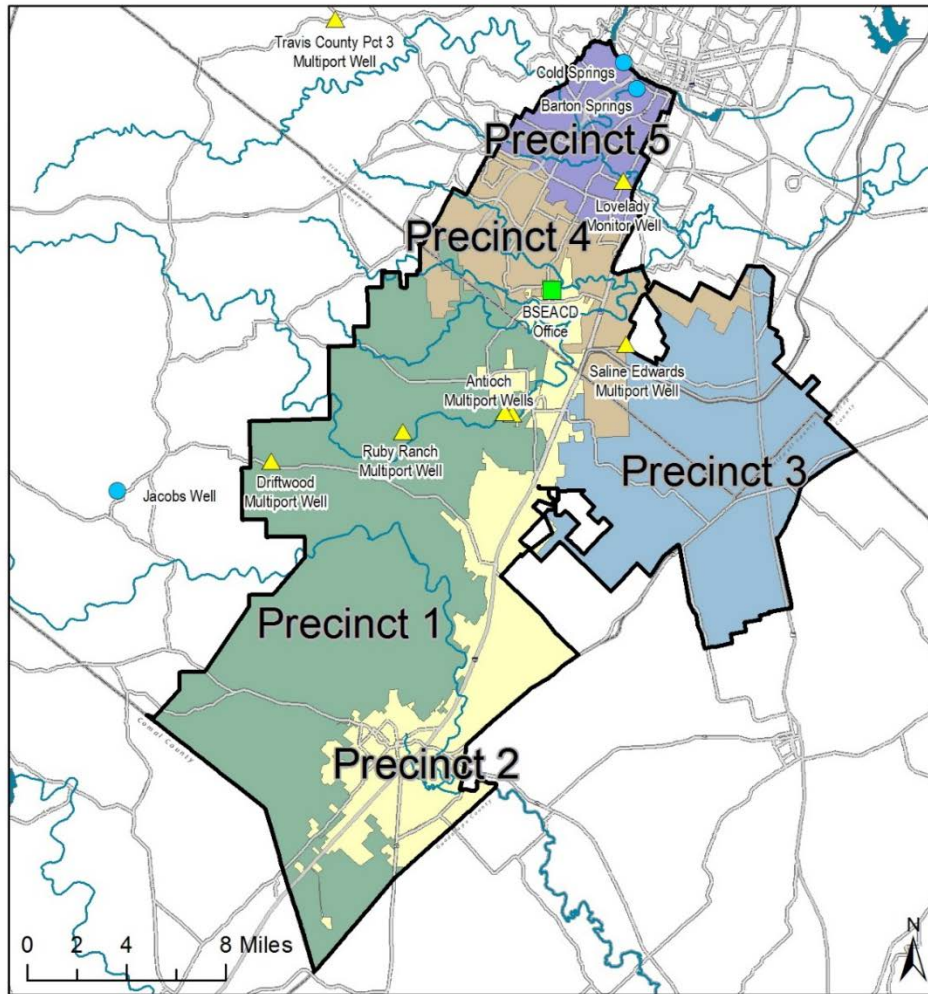 Travis County Pct 3
Multiport Well
Cold Springs
Barton Springs
Precinct 5
Lovelady
Monitor Well
Precinct 4
BSEACD
Office
Saline Edwards
Multiport Well
Antioch
Multiport Wells
Ruby Ranch
Multiport Well
Driftwood
Multiport Well
Precinct 3
Jacobs Well
Precinct 1
Comal County
Precinct 2
0 2 4 8 Miles
N